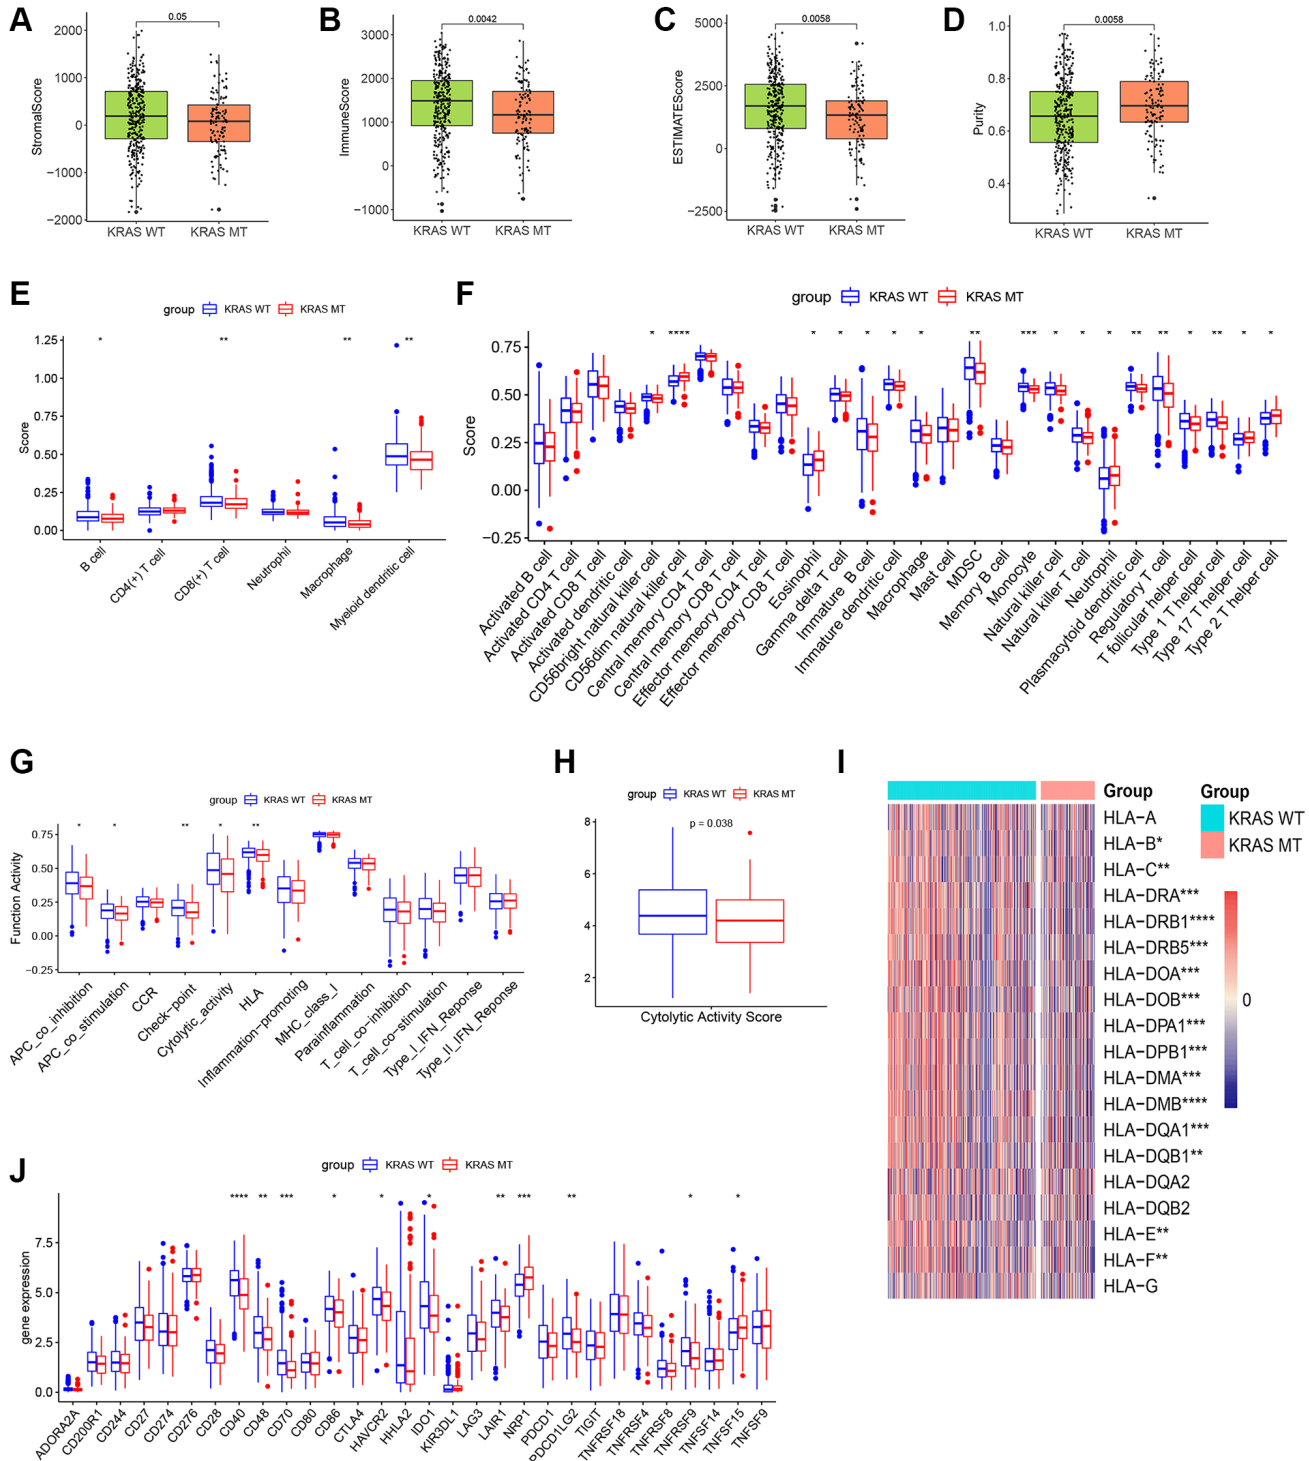 A
0.05
StromalScore
2000
1000
0
−1000
−2000
KRAS WT
KRAS MT
B
0.0042
ImmuneScore
3000
2000
1000
0
−1000
KRAS WT
KRAS MT
C
0.0058
ESTIMATEScore
5000
2500
0
−2500
KRAS WT
KRAS MT
D
0.0058
Purity
1.0
0.8
0.6
0.4
KRAS WT
KRAS MT
E
group KRAS WT KRAS MT
Score
1.25
1.00
0.75
0.50
0.25
0.00
* ** ** **
B cell
CD4(+) T cell
CD8(+) T cell
Neutrophil
Macrophage
Myeloid dendritic cell
F
group KRAS WT KRAS MT
Score
0.75
0.50
0.25
0.00
−0.25
* **** * * * * * ** *** * * * ** ** * ** * *
Activated B cell
Activated CD4 T cell
Activated CD8 T cell
Activated dendritic cell
CD56bright natural killer cell
CD56dim natural killer cell
Central memory CD4 T cell
Central memory CD8 T cell
Effector memeory CD4 T cell
Effector memeory CD8 T cell
Eosinophil
Gamma delta T cell
Immature B cell
Immature dendritic cell
Macrophage
Mast cell
MDSC
Memory B cell
Monocyte
Natural killer cell
Natural killer T cell
Neutrophil
Plasmacytoid dendritic cell
Regulatory T cell
T follicular helper cell
Type 1 T helper cell
Type 17 T helper cell
Type 2 T helper cell
G
group KRAS WT KRAS MT
Function Activity
0.75
0.50
0.25
0.00
−0.25
* * ** * **
APC_co_inhibition
APC_co_stimulation
CCR
Check−point
Cytolytic_activity
HLA
Inflammation−promoting
MHC_class_I
Parainflammation
T_cell_co−inhibition
T_cell_co−stimulation
Type_I_IFN_Reponse
Type_II_IFN_Reponse
H
group KRAS WT KRAS MT
p = 0.038
8
6
4
2
Cytolytic Activity Score
I
Group
HLA−A
HLA−B*
HLA−C**
HLA−DRA***
HLA−DRB1****
HLA−DRB5***
HLA−DOA***
HLA−DOB***
HLA−DPA1***
HLA−DPB1***
HLA−DMA***
HLA−DMB****
HLA−DQA1***
HLA−DQB1**
HLA−DQA2
HLA−DQB2
HLA−E**
HLA−F**
HLA−G
Group
KRAS WT
KRAS MT
0
J
group KRAS WT KRAS MT
gene expression
7.5
5.0
2.5
0.0
**** ** *** * * * ** *** ** * *
ADORA2A
CD200R1
CD244
CD27
CD274
CD276
CD28
CD40
CD48
CD70
CD80
CD86
CTLA4
HAVCR2
HHLA2
IDO1
KIR3DL1
LAG3
LAIR1
NRP1
PDCD1
PDCD1LG2
TIGIT
TNFRSF18
TNFRSF4
TNFRSF8
TNFRSF9
TNFSF14
TNFSF15
TNFSF9